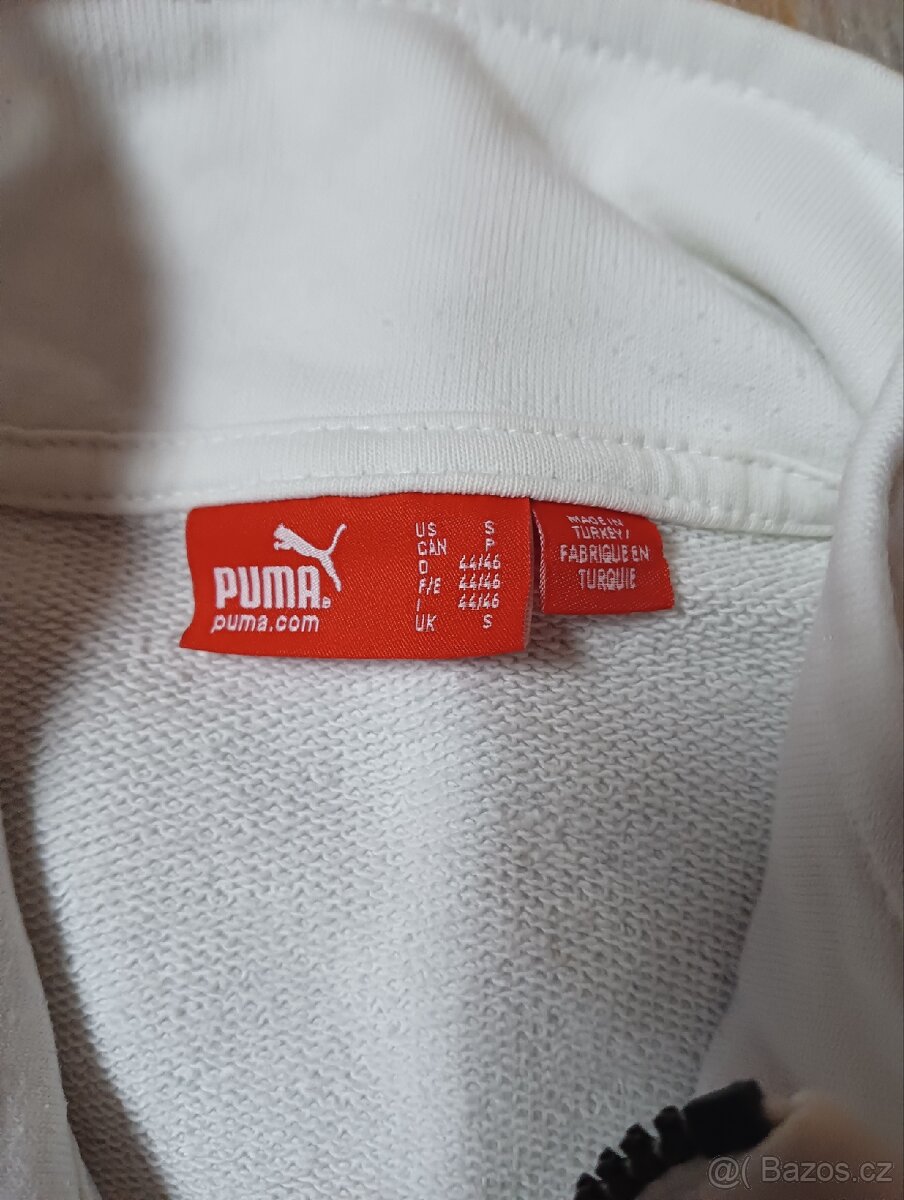 PUMA®
puma.com
US S
CAN P
D 44/46
F/E 44/46
I 44/46
UK S
MADE IN
TURKEY/
FABRIQUE EN
TURQUIE
@( Bazos.cz